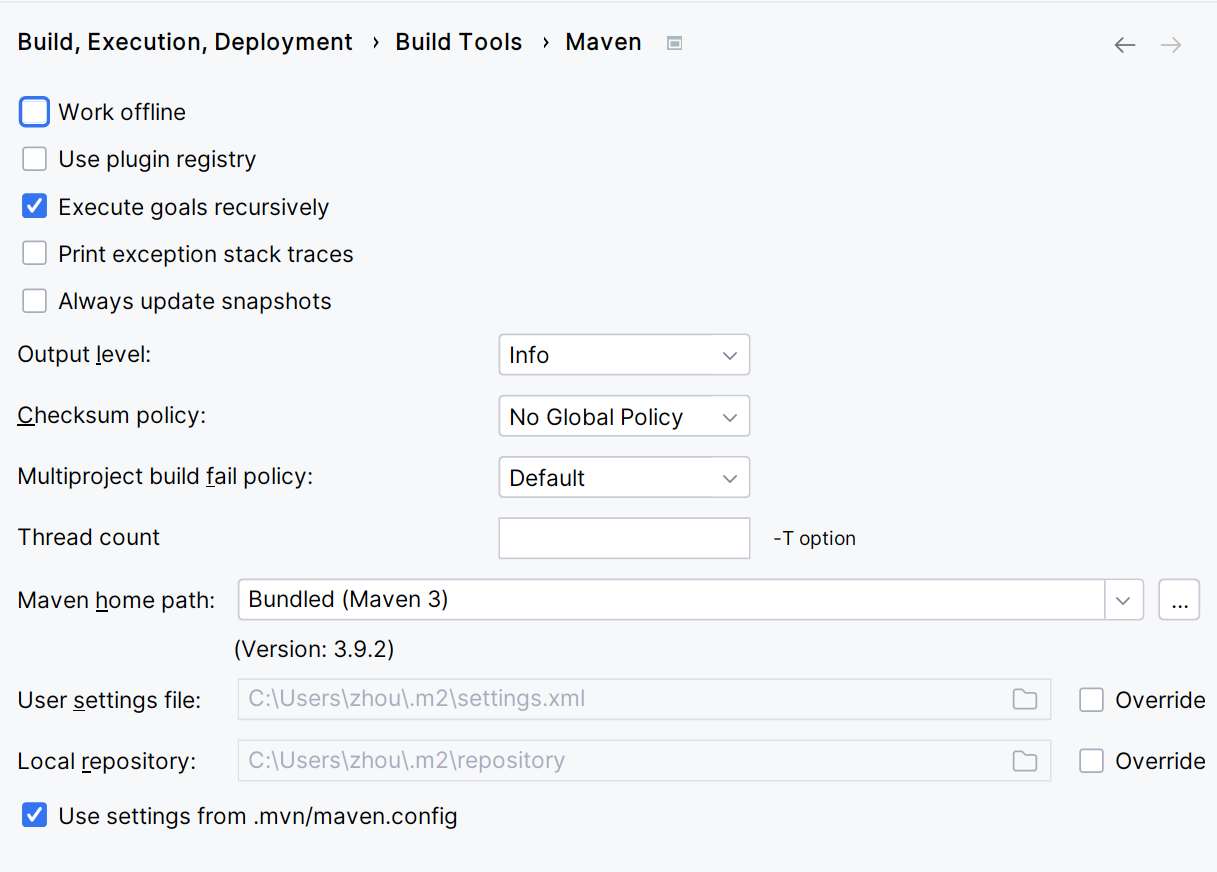 Build, Execution, Deployment › Build Tools › Maven
Work offline
Use plugin registry
Execute goals recursively
Print exception stack traces
Always update snapshots
Output level: Info
Checksum policy: No Global Policy
Multiproject build fail policy: Default
Thread count -T option
Maven home path: Bundled (Maven 3) ...
(Version: 3.9.2)
User settings file: C:\Users\zhou\.m2\settings.xml Override
Local repository: C:\Users\zhou\.m2\repository Override
Use settings from .mvn/maven.config